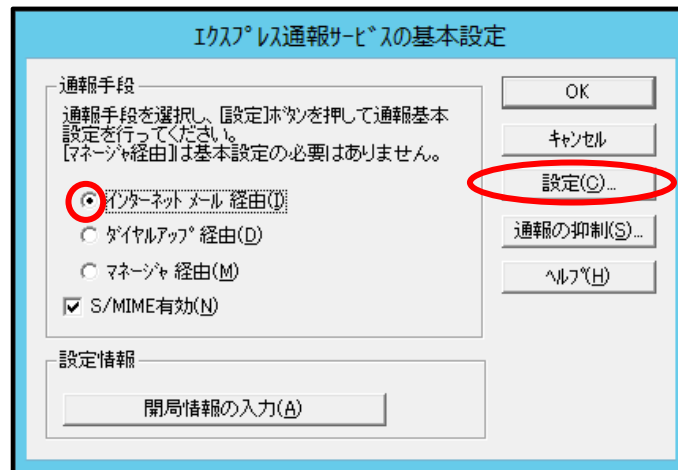 ｴｸｽﾌﾟﾚｽ通報ｻｰﾋﾞｽの基本設定
通報手段
通報手段を選択し、[設定]ﾎﾞﾀﾝを押して通報基本
設定を行ってください。
[ﾏﾈｰｼﾞｬ経由]は基本設定の必要はありません。
ｲﾝﾀｰﾈｯﾄ ﾒｰﾙ 経由(I)
ﾀﾞｲﾔﾙｱｯﾌﾟ 経由(D)
ﾏﾈｰｼﾞｬ 経由(M)
S/MIME有効(N)
設定情報
開局情報の入力(A)
OK
ｷｬﾝｾﾙ
設定(C)...
通報の抑制(S)...
ﾍﾙﾌﾟ(H)